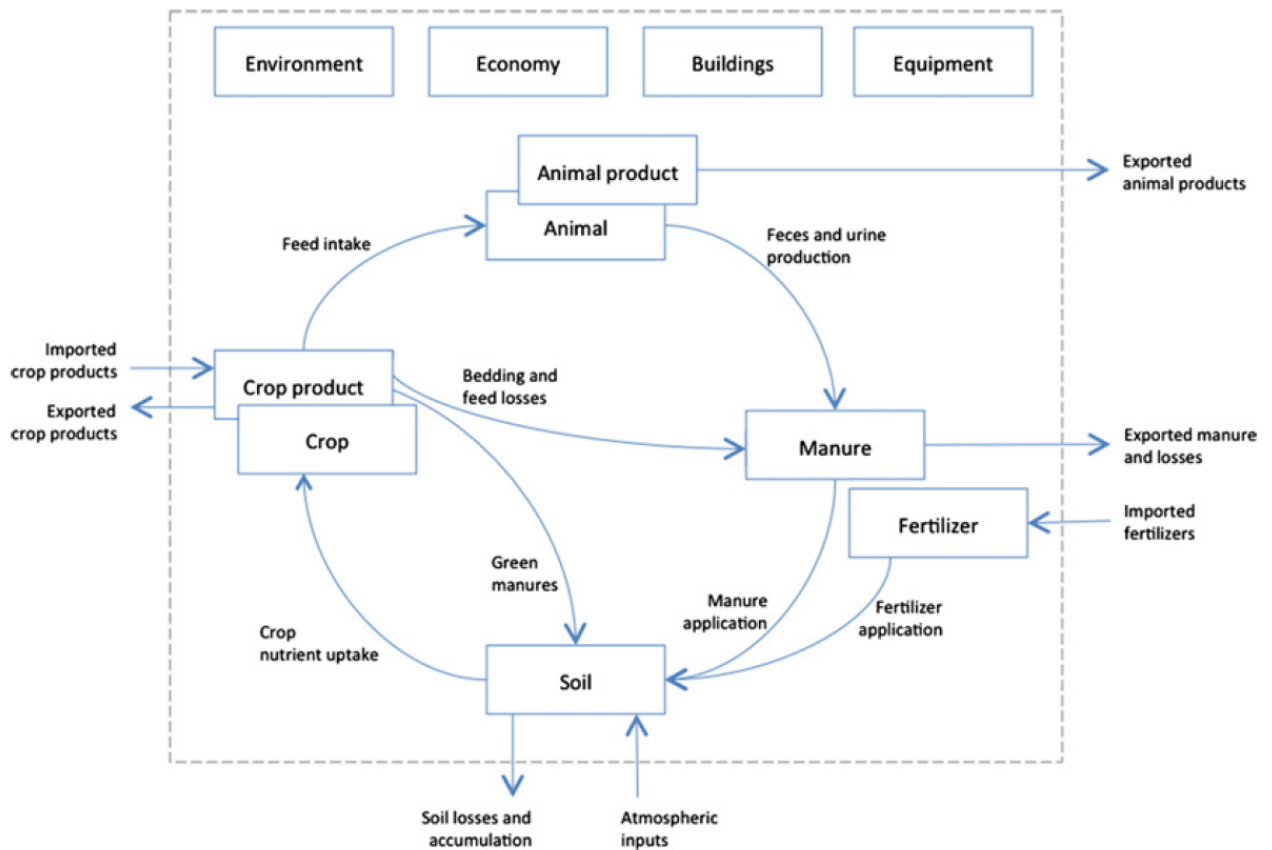 Environment
Economy
Buildings
Equipment
Animal product
Exported
animal products
Animal
Feed intake
Feces and urine
production
Imported
crop products
Crop product
Bedding and
feed losses
Exported
crop products
Crop
Manure
Exported manure
and losses
Fertilizer
Imported
fertilizers
Green
manures
Manure
application
Fertilizer
application
Crop
nutrient uptake
Soil
Soil losses and
accumulation
Atmospheric
inputs